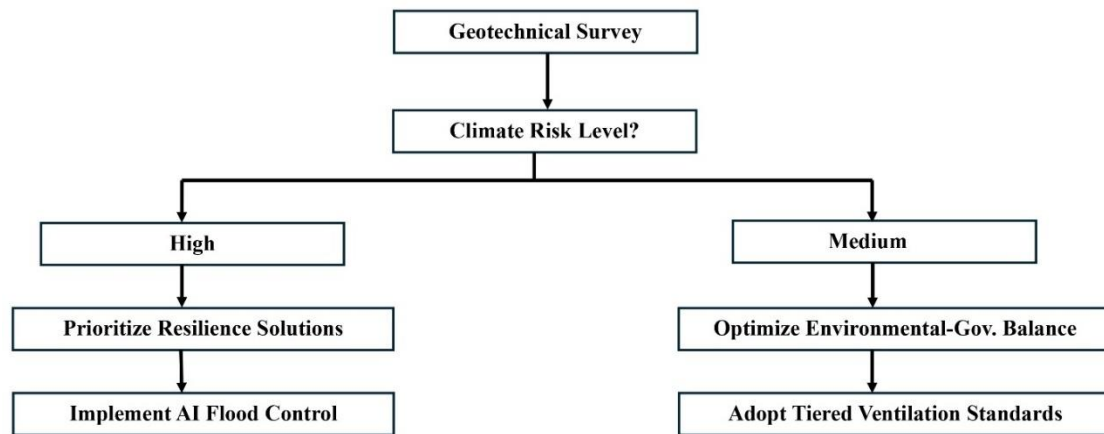 Geotechnical Survey
Climate Risk Level?
High
Medium
Prioritize Resilience Solutions
Optimize Environmental-Gov. Balance
Implement AI Flood Control
Adopt Tiered Ventilation Standards